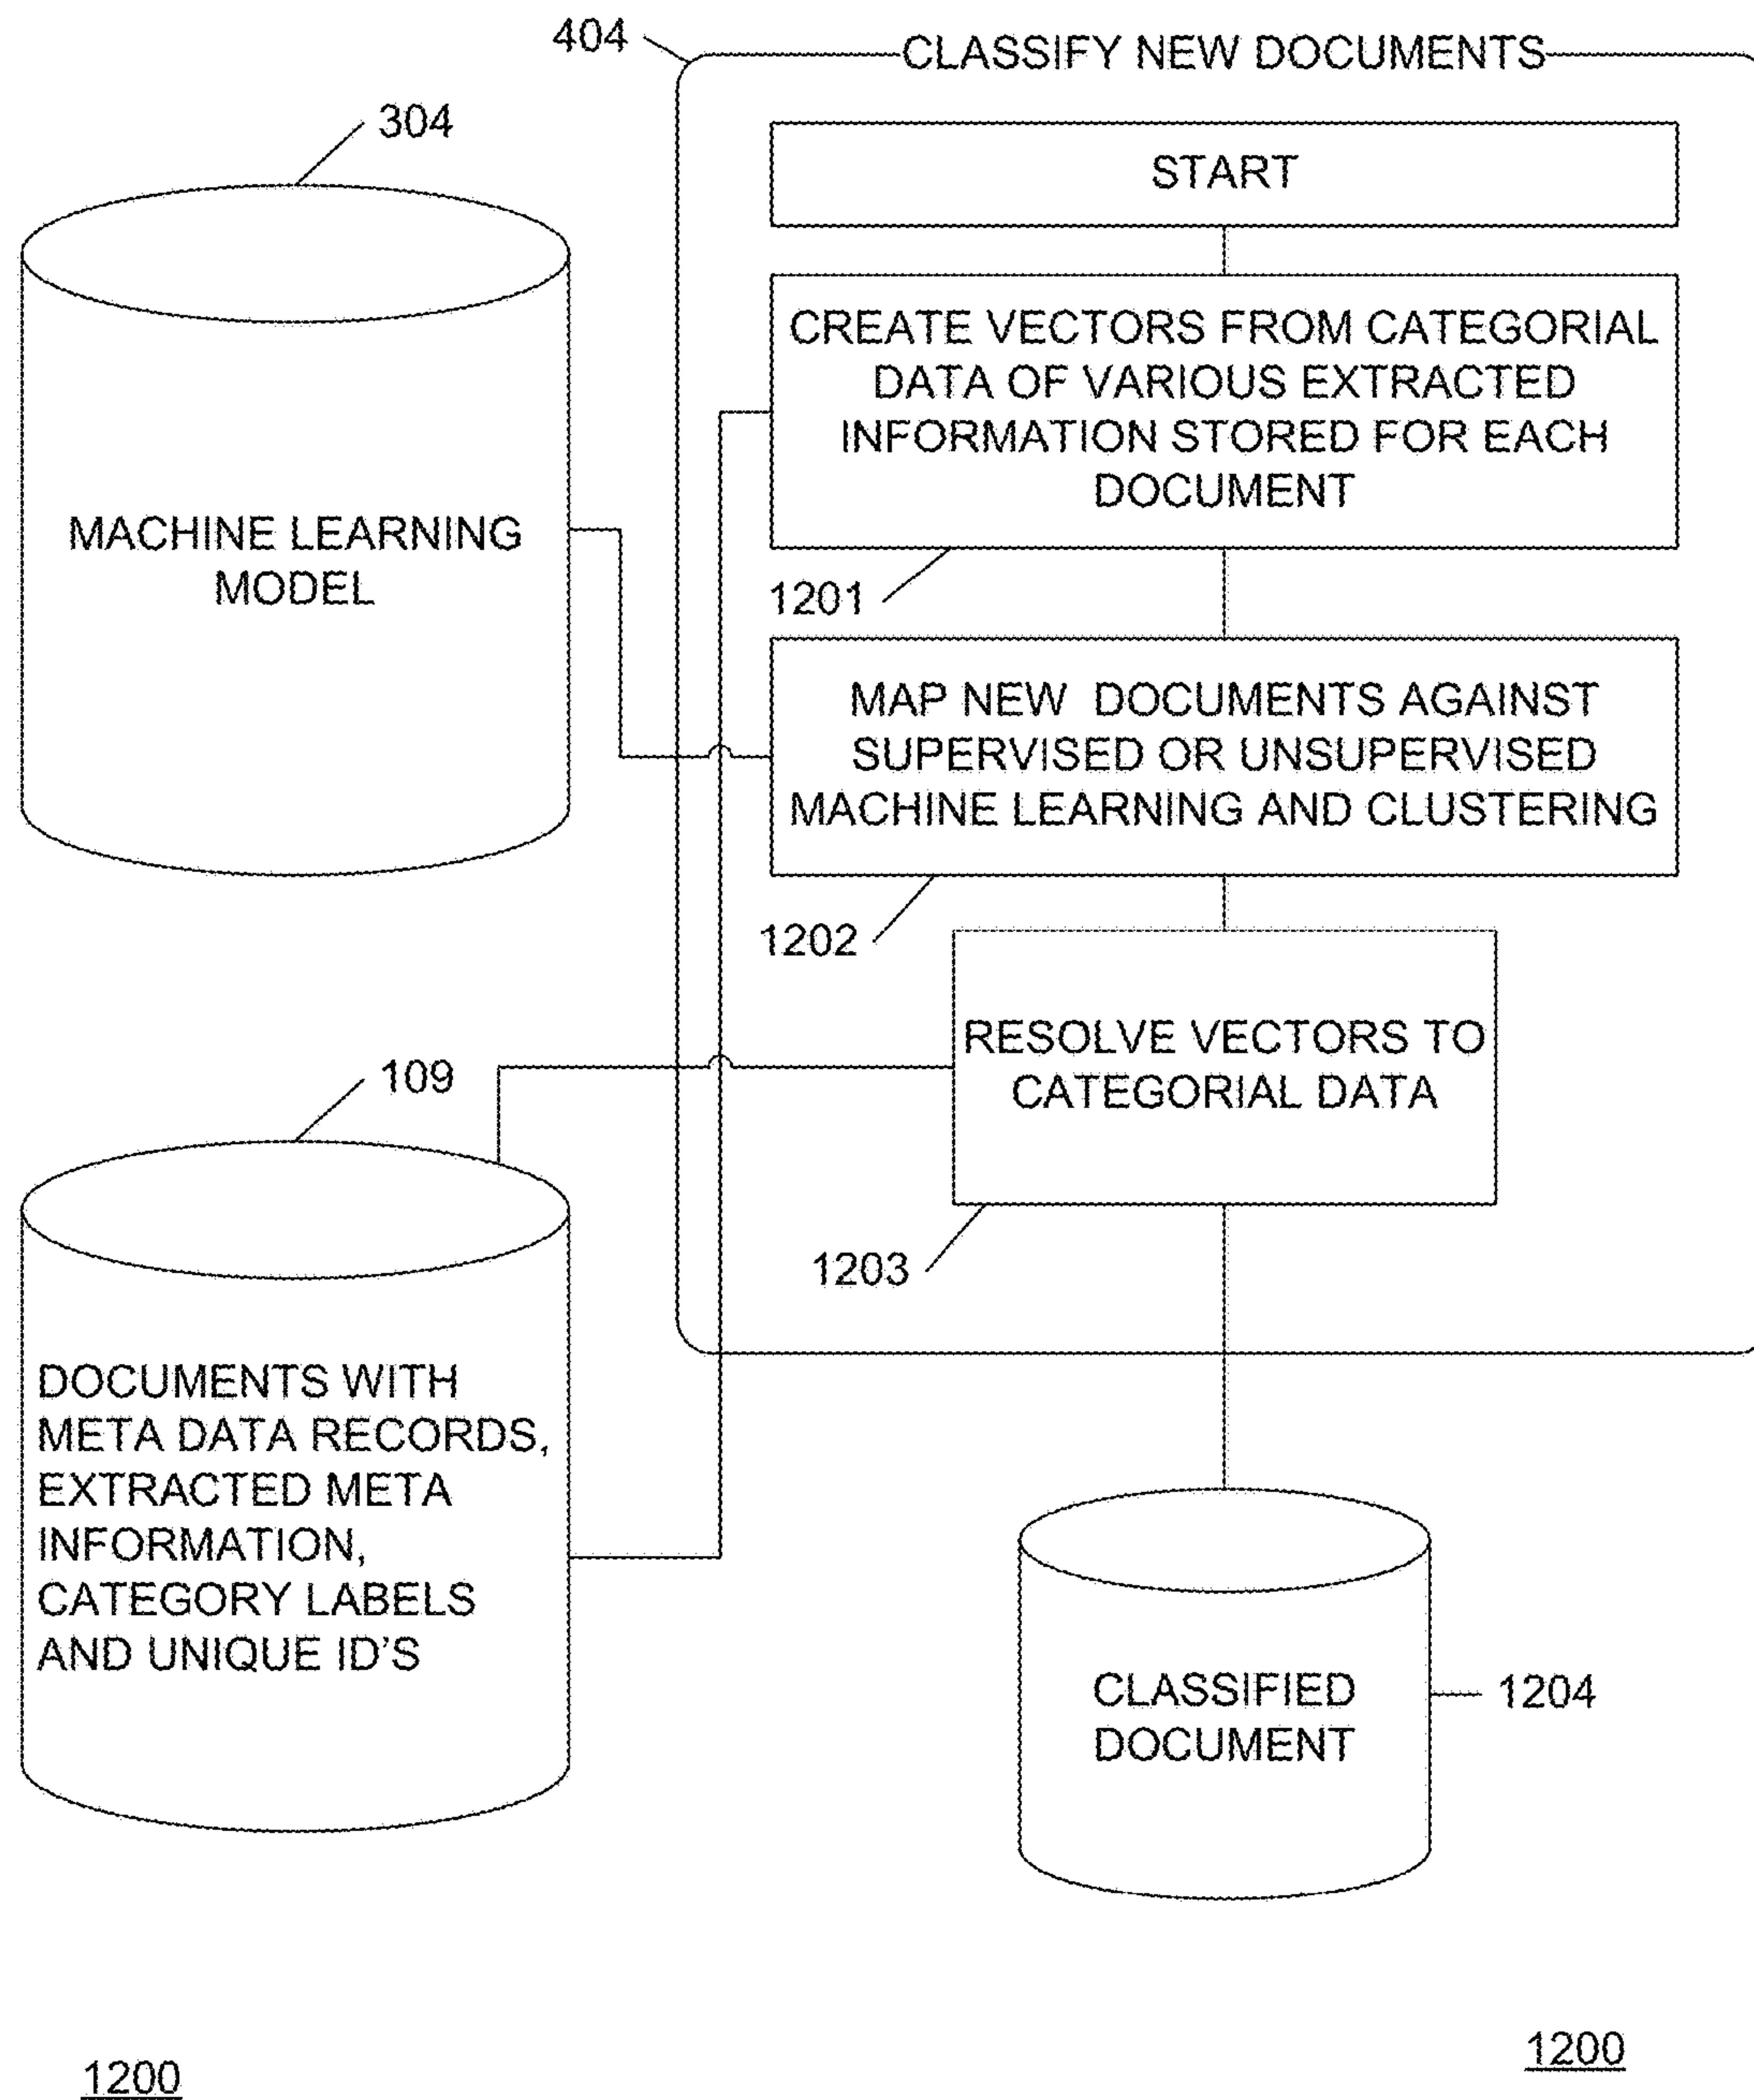 404
CLASSIFY NEW DOCUMENTS
304
START
MACHINE LEARNING
MODEL
CREATE VECTORS FROM CATEGORIAL
DATA OF VARIOUS EXTRACTED
INFORMATION STORED FOR EACH
DOCUMENT
1201
MAP NEW DOCUMENTS AGAINST
SUPERVISED OR UNSUPERVISED
MACHINE LEARNING AND CLUSTERING
1202
RESOLVE VECTORS TO
CATEGORIAL DATA
1203
109
DOCUMENTS WITH
META DATA RECORDS,
EXTRACTED META
INFORMATION,
CATEGORY LABELS
AND UNIQUE ID'S
CLASSIFIED
DOCUMENT
1204
1200
1200